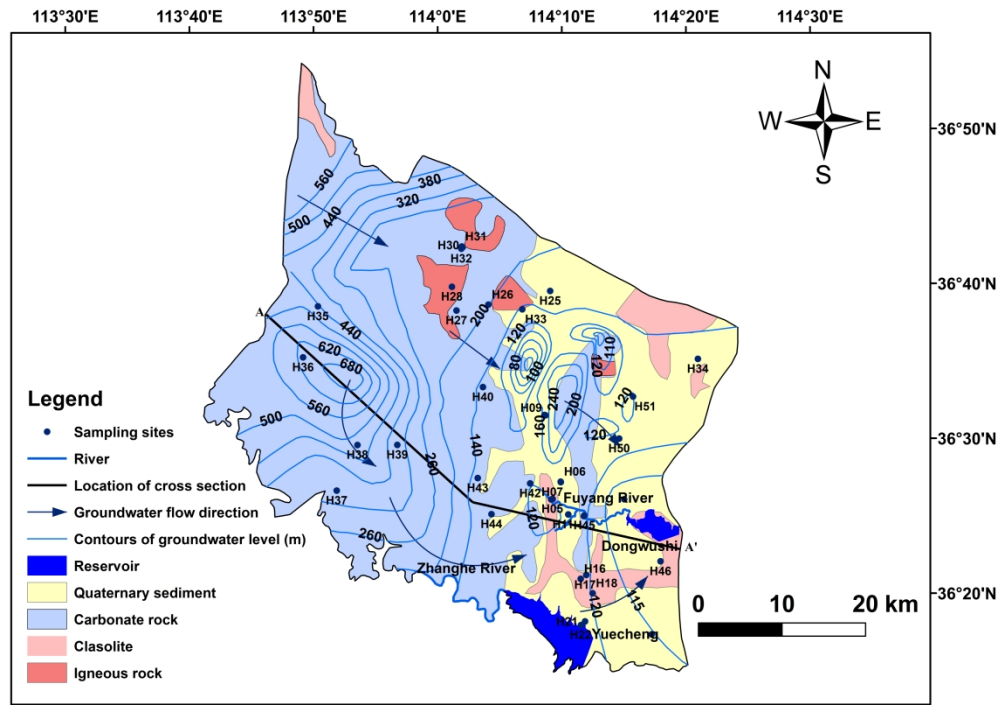 113°30'E 113°40'E 113°50'E 114°0'E 114°10'E 114°20'E 114°30'E
N
W E
S
36°50'N
36°40'N
36°30'N
36°20'N
560
380
320
500
440
H31
H30
H32
H28
H26
H25
H27
200
H33
H35
440
120
110
620
H36
680
80
100
120
H34
560
H40
240
200
120
H51
500
H09
160
140
120
H50
H38
H39
260
H43
H06
H42
H07
Fuyang River
H37
H05
H44
120
H45
260
Dongwushi
A
A'
Zhanghe River
H16
H46
H17
H18
120
115
H21
H22
Yuecheng
Legend
Sampling sites
River
Location of cross section
Groundwater flow direction
Contours of groundwater level (m)
Reservoir
Quaternary sediment
Carbonate rock
Clasolite
Igneous rock
0 10 20 km